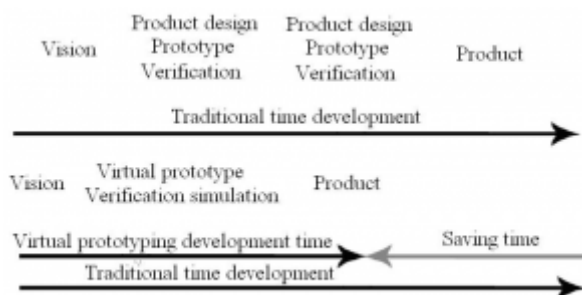 Vision
Product design
Prototype
Verification
Product design
Prototype
Verification
Product
Traditional time development
Vision
Virtual prototype
Verification simulation
Product
Virtual prototyping development time
Saving time
Traditional time development